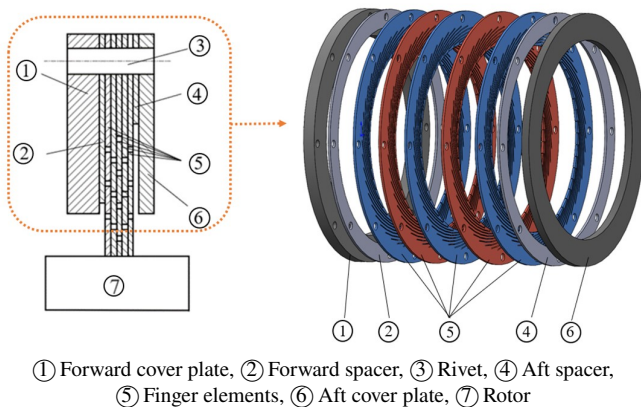 ①
②
③
④
⑤
⑥
⑦
① ② ⑤ ④ ⑥
① Forward cover plate, ② Forward spacer, ③ Rivet, ④ Aft spacer,
⑤ Finger elements, ⑥ Aft cover plate, ⑦ Rotor